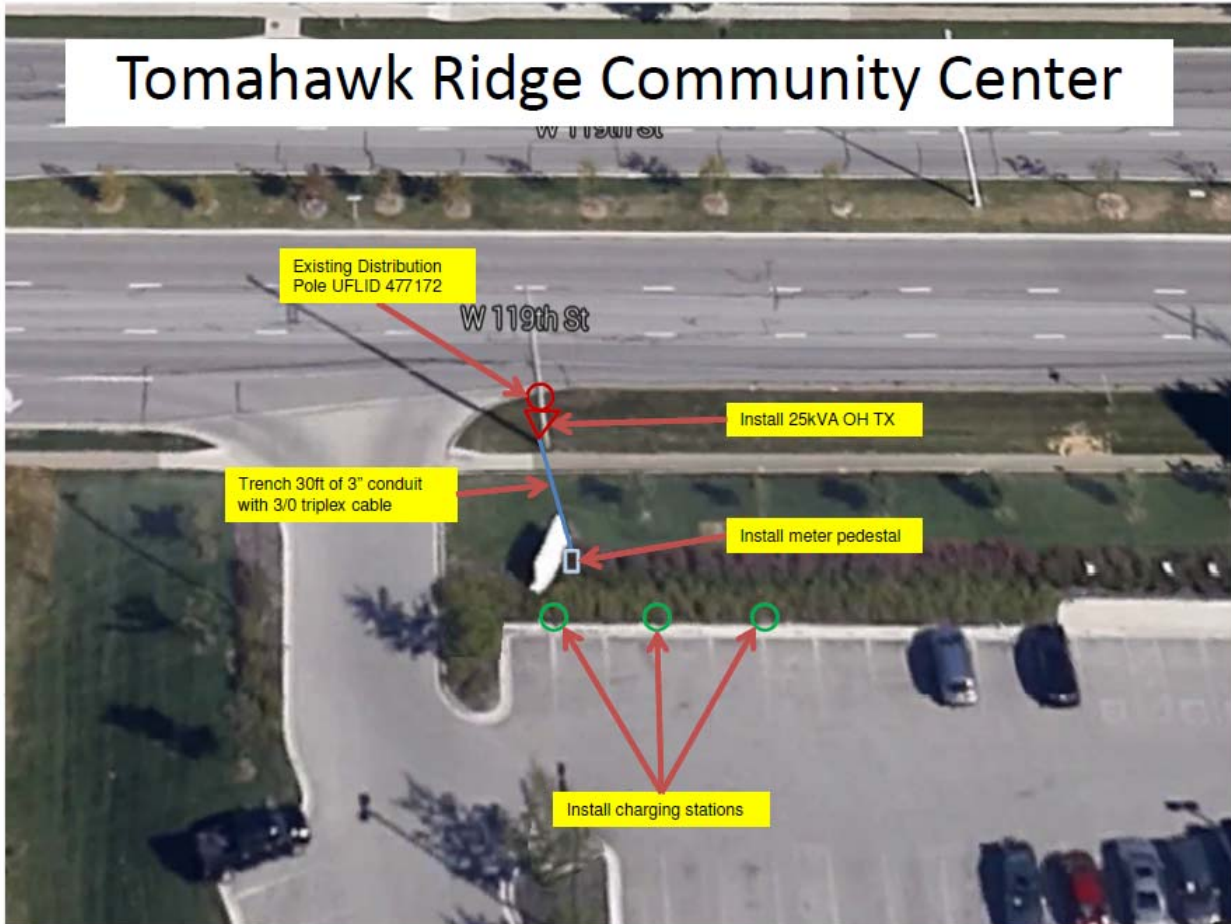 Tomahawk Ridge Community Center
W 119th St
Existing Distribution
Pole UFLID 477172
W 119th St
Install 25kVA OH TX
Trench 30ft of 3” conduit
with 3/0 triplex cable
Install meter pedestal
Install charging stations